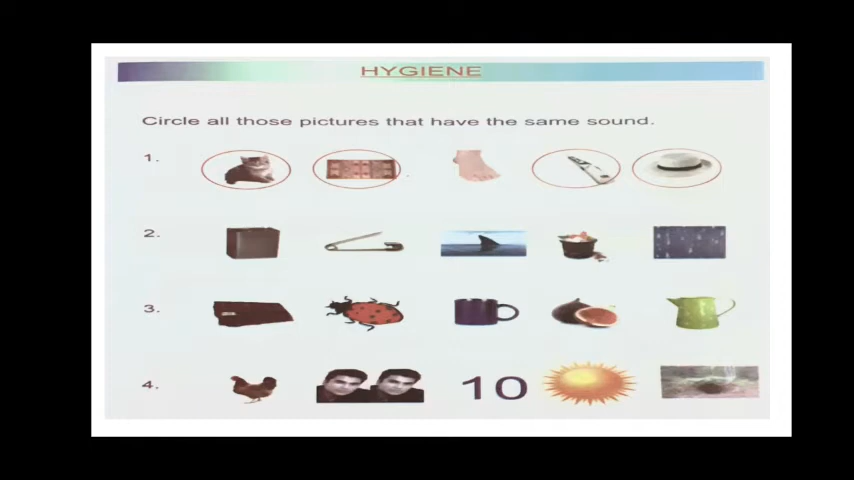 HYGIENE
Circle all those pictures that have the same sound.
1.
2.
3.
4.
10